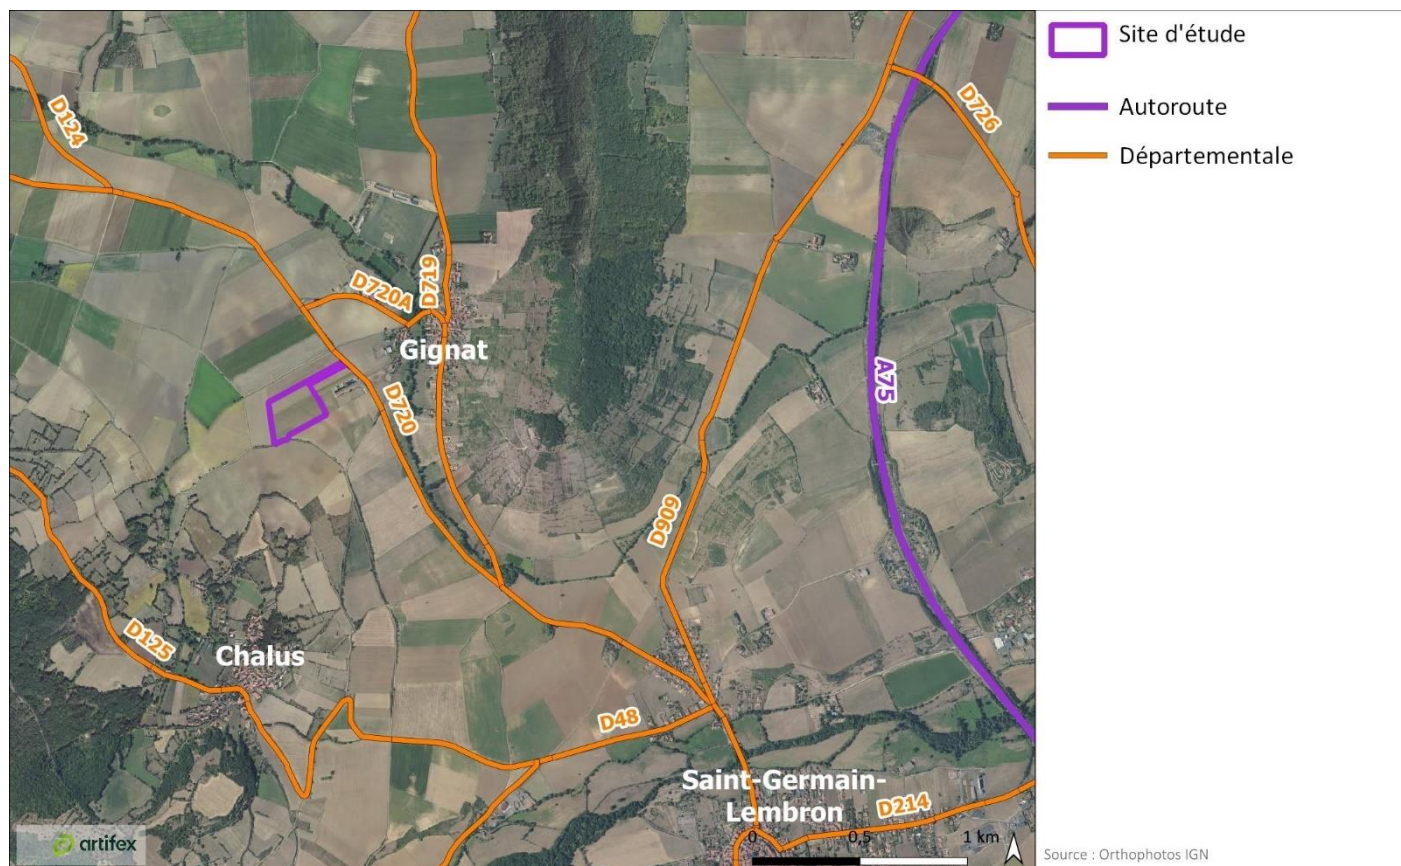 Site d'étude
Autoroute
Départementale
D124
D726
D720A
D719
Gignat
A75
D720
D909
D125
Chalus
D48
Saint-Germain-
Lembron
D214
0 0,5 1 km
artifex
Source : Orthophotos IGN